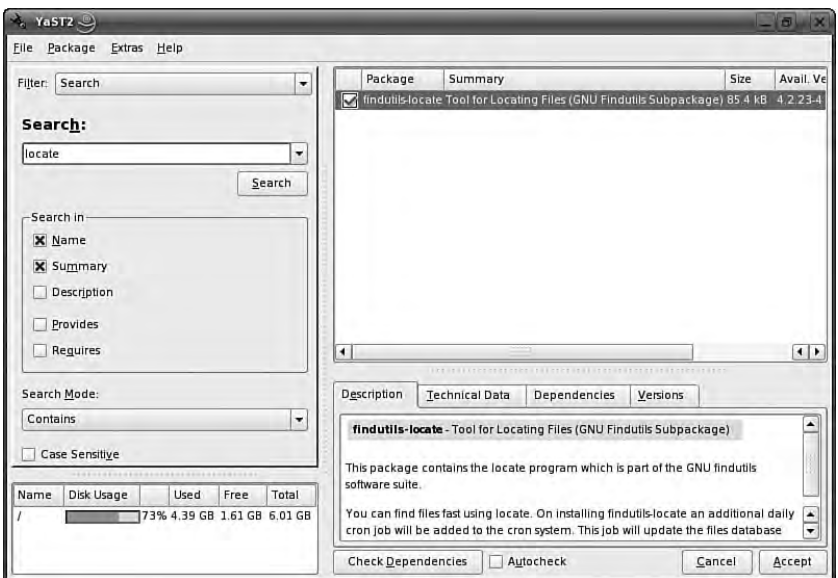 YaST2
File Package Extras Help
Filter: Search
Search:
locate
Search
Search in
Name
Summary
Description
Provides
Requires
Search Mode:
Contains
Case Sensitive
Name Disk Usage Used Free Total
/ 73% 4.39 GB 1.61 GB 6.01 GB
Package Summary Size Avail. Ve
findutils-locate Tool for Locating Files (GNU Findutils Subpackage) 85.4 kB 4.2.23-4
Description Technical Data Dependencies Versions
findutils-locate - Tool for Locating Files (GNU Findutils Subpackage)
This package contains the locate program which is part of the GNU findutils
software suite.
You can find files fast using locate. On installing findutils-locate an additional daily
cron job will be added to the cron system. This job will update the files database
Check Dependencies Autocheck Cancel Accept